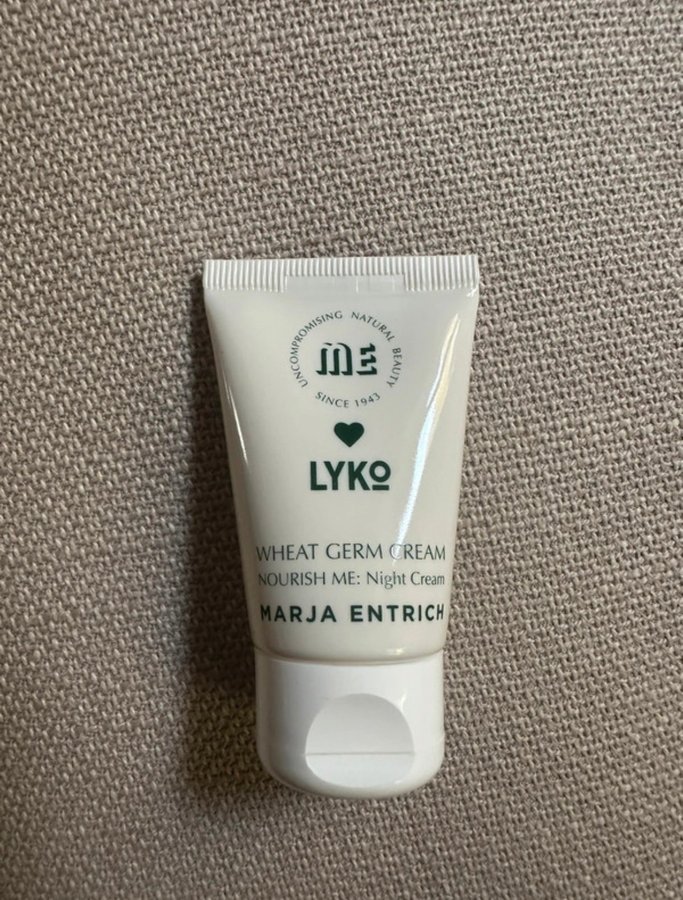 UNCOMPROMISING NATURAL BEAUTY
ME
SINCE 1943
LYKO
WHEAT GERM CREAM
NOURISH ME: Night Cream
MARJA ENTRICH